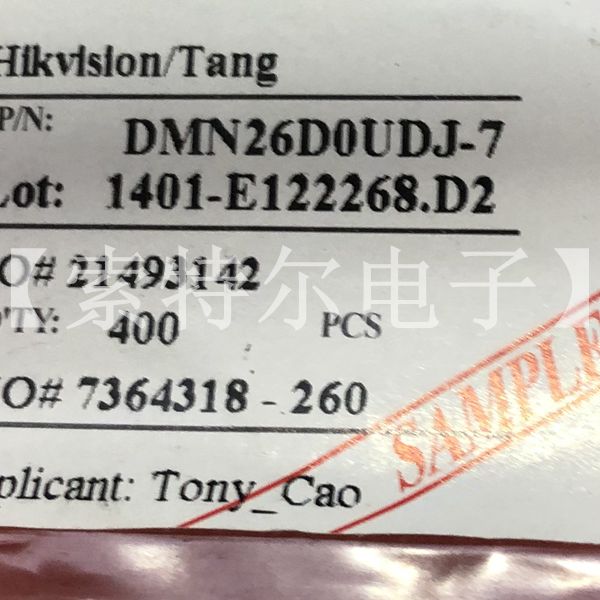 Hikvision/Tang
P/N: DMN26D0UDJ-7
Lot: 1401-E122268.D2
O# 21493142
【索特尔电子】
Q'TY: 400 PCS
O# 7364318 - 260
SAMPLE
plicant: Tony_Cao